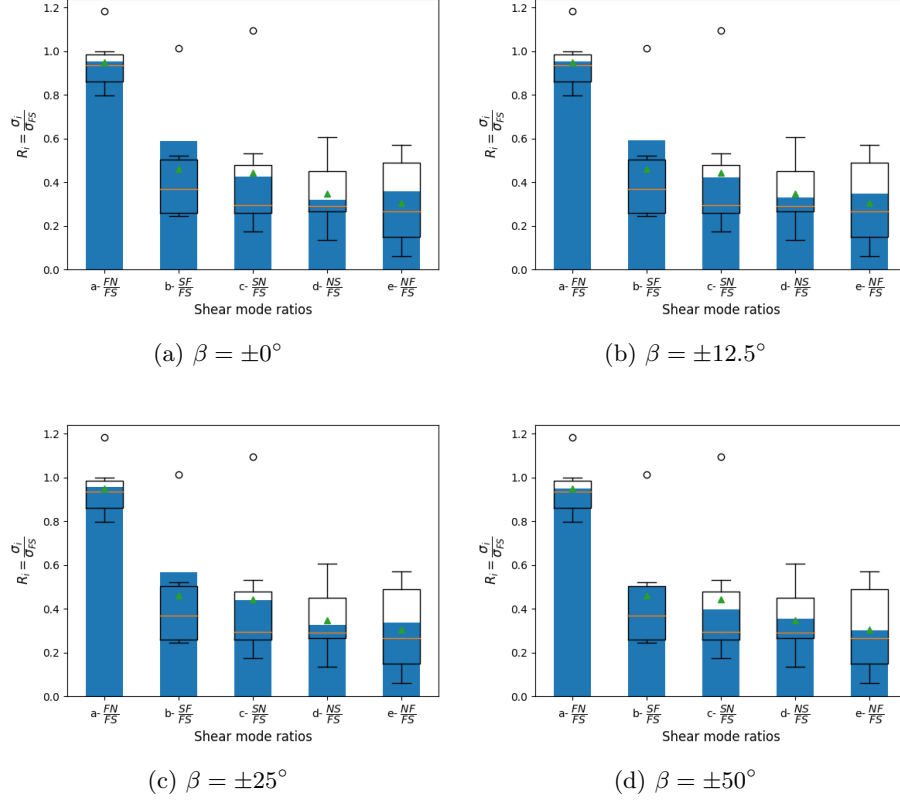 1.2
1.0
0.8
0.6
0.4
0.2
0.0
R_i = σ_i/σ_FS
a- FN/FS b- SF/FS c- SN/FS d- NS/FS e- NF/FS
Shear mode ratios
(a) β = ±0°
1.2
1.0
0.8
0.6
0.4
0.2
0.0
R_i = σ_i/σ_FS
a- FN/FS b- SF/FS c- SN/FS d- NS/FS e- NF/FS
Shear mode ratios
(b) β = ±12.5°
1.2
1.0
0.8
0.6
0.4
0.2
0.0
R_i = σ_i/σ_FS
a- FN/FS b- SF/FS c- SN/FS d- NS/FS e- NF/FS
Shear mode ratios
(c) β = ±25°
1.2
1.0
0.8
0.6
0.4
0.2
0.0
R_i = σ_i/σ_FS
a- FN/FS b- SF/FS c- SN/FS d- NS/FS e- NF/FS
Shear mode ratios
(d) β = ±50°